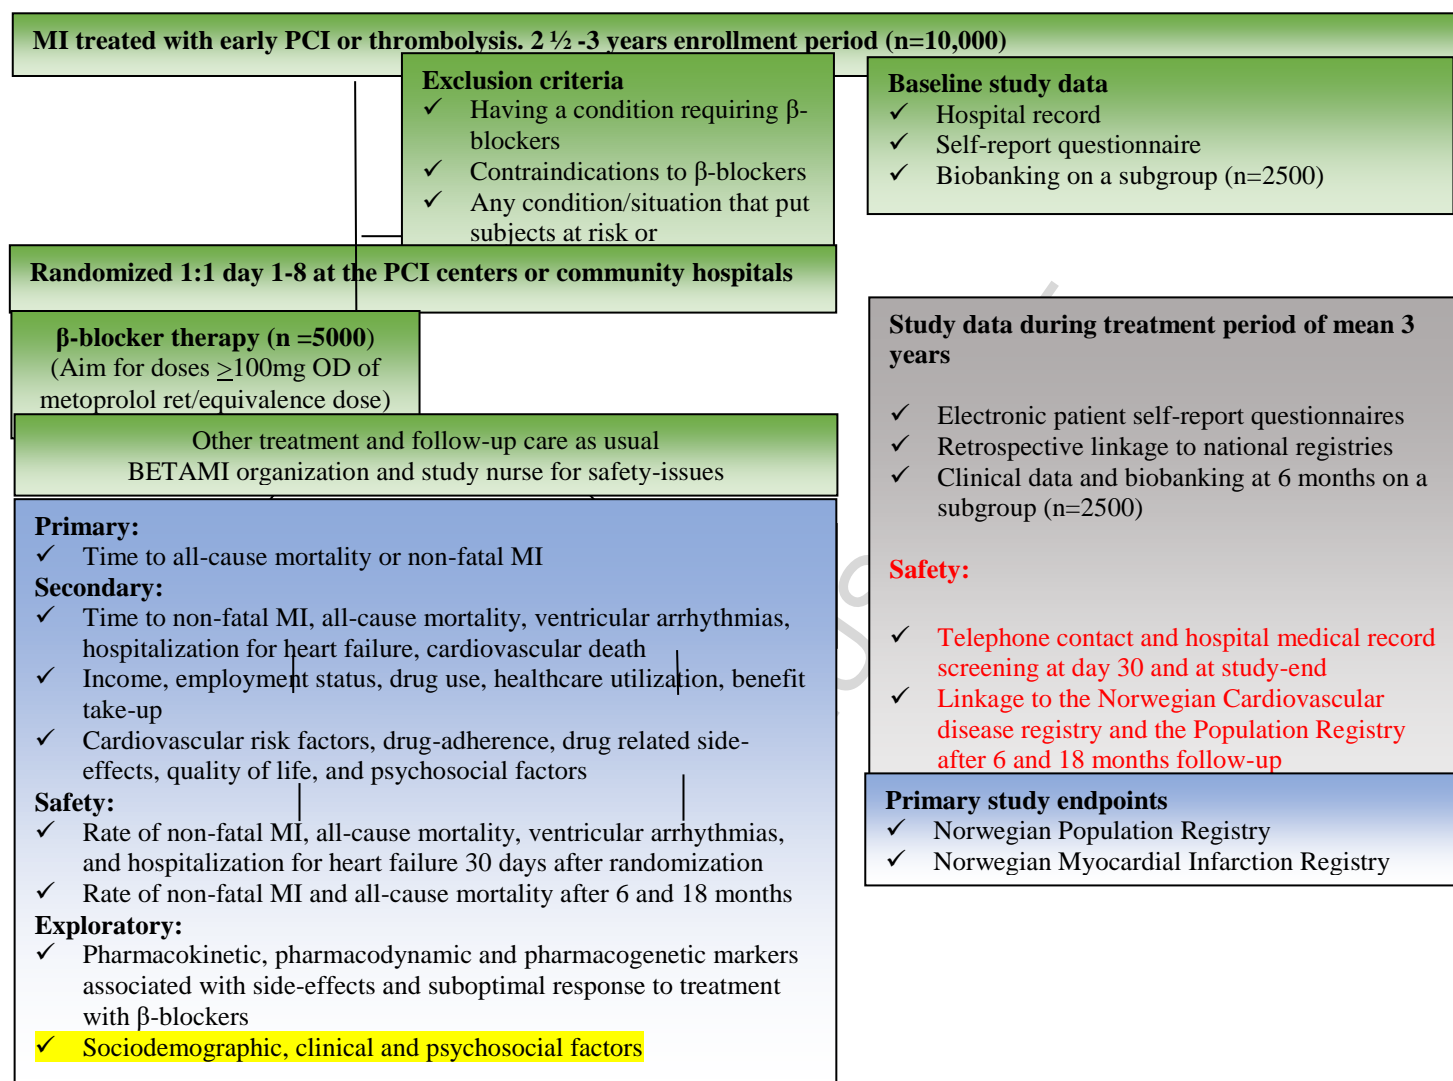 MI treated with early PCI or thrombolysis. 2 ½ -3 years enrollment period (n=10,000)
Exclusion criteria
✓ Having a condition requiring β-
blockers
✓ Contraindications to β-blockers
✓ Any condition/situation that put
subjects at risk or
Baseline study data
✓ Hospital record
✓ Self-report questionnaire
✓ Biobanking on a subgroup (n=2500)
Randomized 1:1 day 1-8 at the PCI centers or community hospitals
β-blocker therapy (n =5000)
(Aim for doses >100mg OD of
metoprolol ret/equivalence dose)
Other treatment and follow-up care as usual
BETAMI organization and study nurse for safety-issues
Primary:
✓ Time to all-cause mortality or non-fatal MI
Secondary:
✓ Time to non-fatal MI, all-cause mortality, ventricular arrhythmias,
hospitalization for heart failure, cardiovascular death
✓ Income, employment status, drug use, healthcare utilization, benefit
take-up
✓ Cardiovascular risk factors, drug-adherence, drug related side-
effects, quality of life, and psychosocial factors
Safety:
✓ Rate of non-fatal MI, all-cause mortality, ventricular arrhythmias,
and hospitalization for heart failure 30 days after randomization
✓ Rate of non-fatal MI and all-cause mortality after 6 and 18 months
Exploratory:
✓ Pharmacokinetic, pharmacodynamic and pharmacogenetic markers
associated with side-effects and suboptimal response to treatment
with β-blockers
✓ Sociodemographic, clinical and psychosocial factors
Study data during treatment period of mean 3
years
✓ Electronic patient self-report questionnaires
✓ Retrospective linkage to national registries
✓ Clinical data and biobanking at 6 months on a
subgroup (n=2500)
Safety:
✓ Telephone contact and hospital medical record
screening at day 30 and at study-end
✓ Linkage to the Norwegian Cardiovascular
disease registry and the Population Registry
after 6 and 18 months follow-up
Primary study endpoints
✓ Norwegian Population Registry
✓ Norwegian Myocardial Infarction Registry